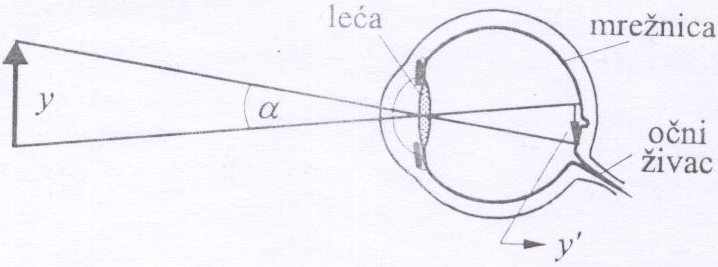 leća
mrežnica
y
α
očni
živac
y'